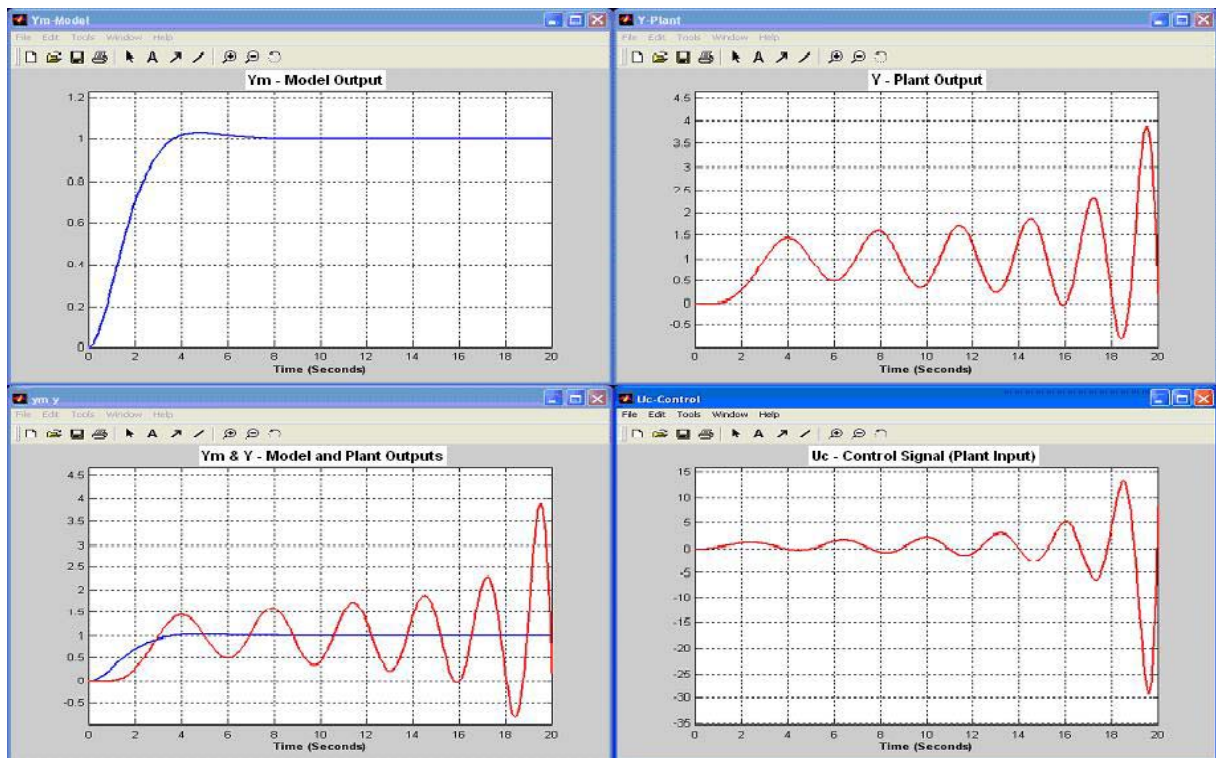 Ym-Model
File Edit Tools Window Help
Ym - Model Output
1.2
1
0.8
0.6
0.4
0.2
0
0 2 4 6 8 10 12 14 16 18 20
Time (Seconds)
Y-Plant
File Edit Tools Window Help
Y - Plant Output
4.5
4
3.5
3
2.5
2
1.5
1
0.5
0
-0.5
0 2 4 6 8 10 12 14 16 18 20
Time (Seconds)
ym_y
File Edit Tools Window Help
Ym & Y - Model and Plant Outputs
4.5
4
3.5
3
2.5
2
1.5
1
0.5
0
-0.5
0 2 4 6 8 10 12 14 16 18 20
Time (Seconds)
Uc-Control
File Edit Tools Window Help
Uc - Control Signal (Plant Input)
15
10
5
0
-5
-10
-15
-20
-25
-30
-35
0 2 4 6 8 10 12 14 16 18 20
Time (Seconds)